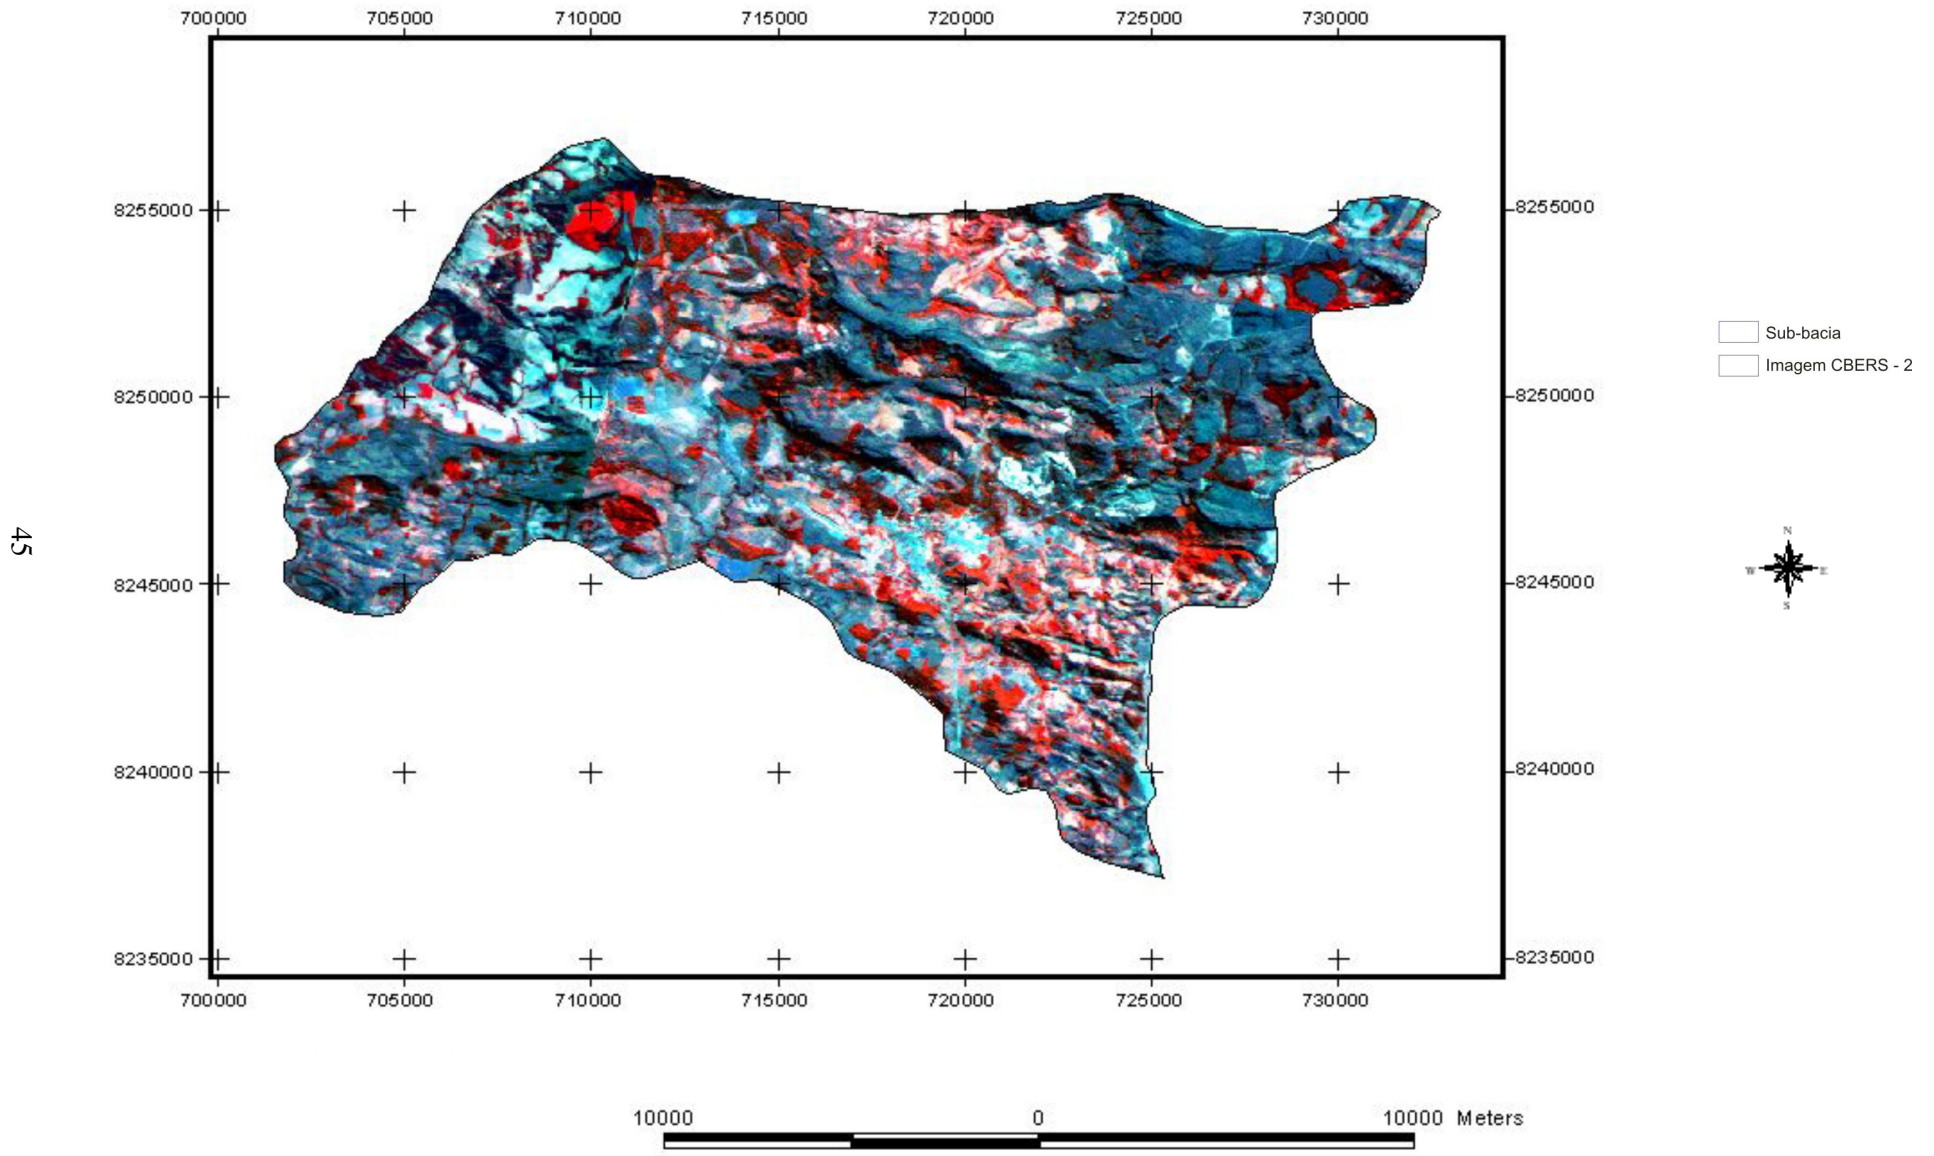 700000 705000 710000 715000 720000 725000 730000
8255000 8255000
Sub-bacia
Imagem CBERS - 2
8250000 8250000
N
W E
S
45
8245000 8245000
8240000 8240000
8235000 8235000
700000 705000 710000 715000 720000 725000 730000
10000 0 10000 Meters